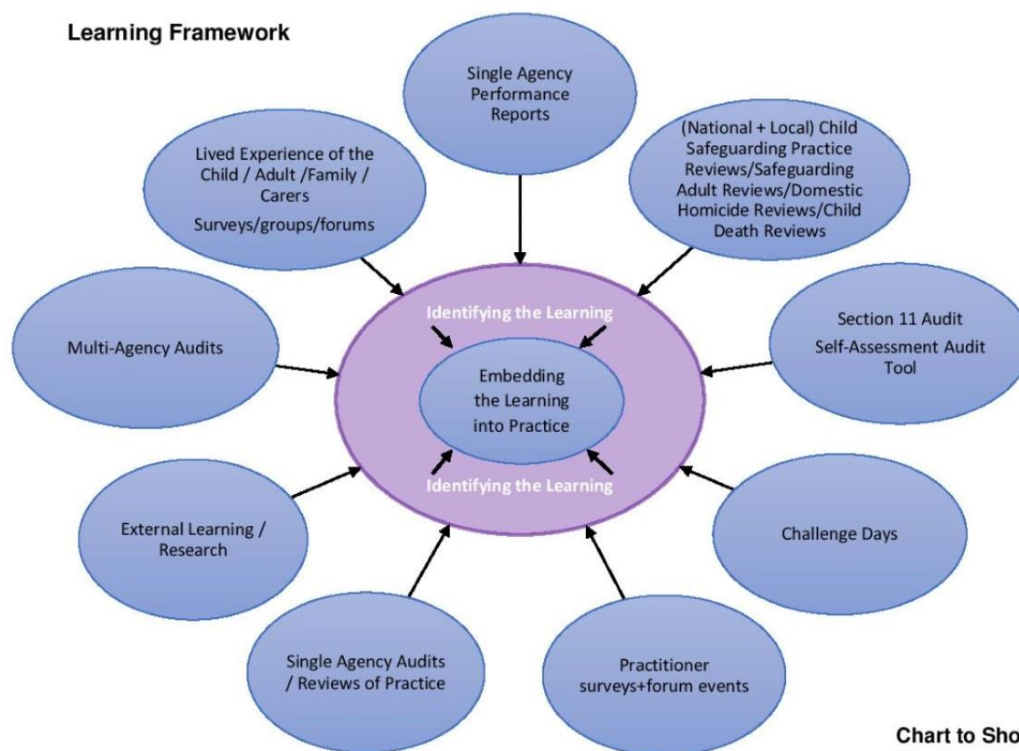 Learning Framework
Single Agency
Performance
Reports
Lived Experience of the
Child / Adult /Family /
Carers
Surveys/groups/forums
(National + Local) Child
Safeguarding Practice
Reviews/Safeguarding
Adult Reviews/Domestic
Homicide Reviews/Child
Death Reviews
Multi-Agency Audits
Identifying the Learning
Embedding
the Learning
into Practice
Identifying the Learning
Section 11 Audit
Self-Assessment Audit
Tool
External Learning /
Research
Challenge Days
Single Agency Audits
/ Reviews of Practice
Practitioner
surveys+forum events
Chart to Sho